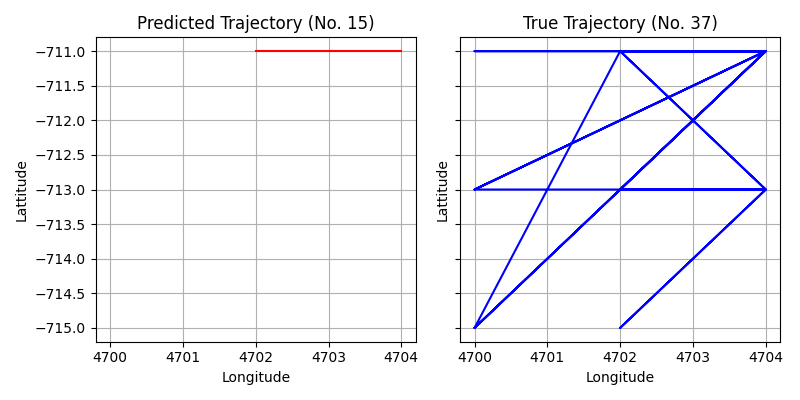 Predicted Trajectory (No. 15)
True Trajectory (No. 37)
Lattitude
−711.0
−711.5
−712.0
−712.5
−713.0
−713.5
−714.0
−714.5
−715.0
4700 4701 4702 4703 4704
Longitude
Lattitude
4700 4701 4702 4703 4704
Longitude